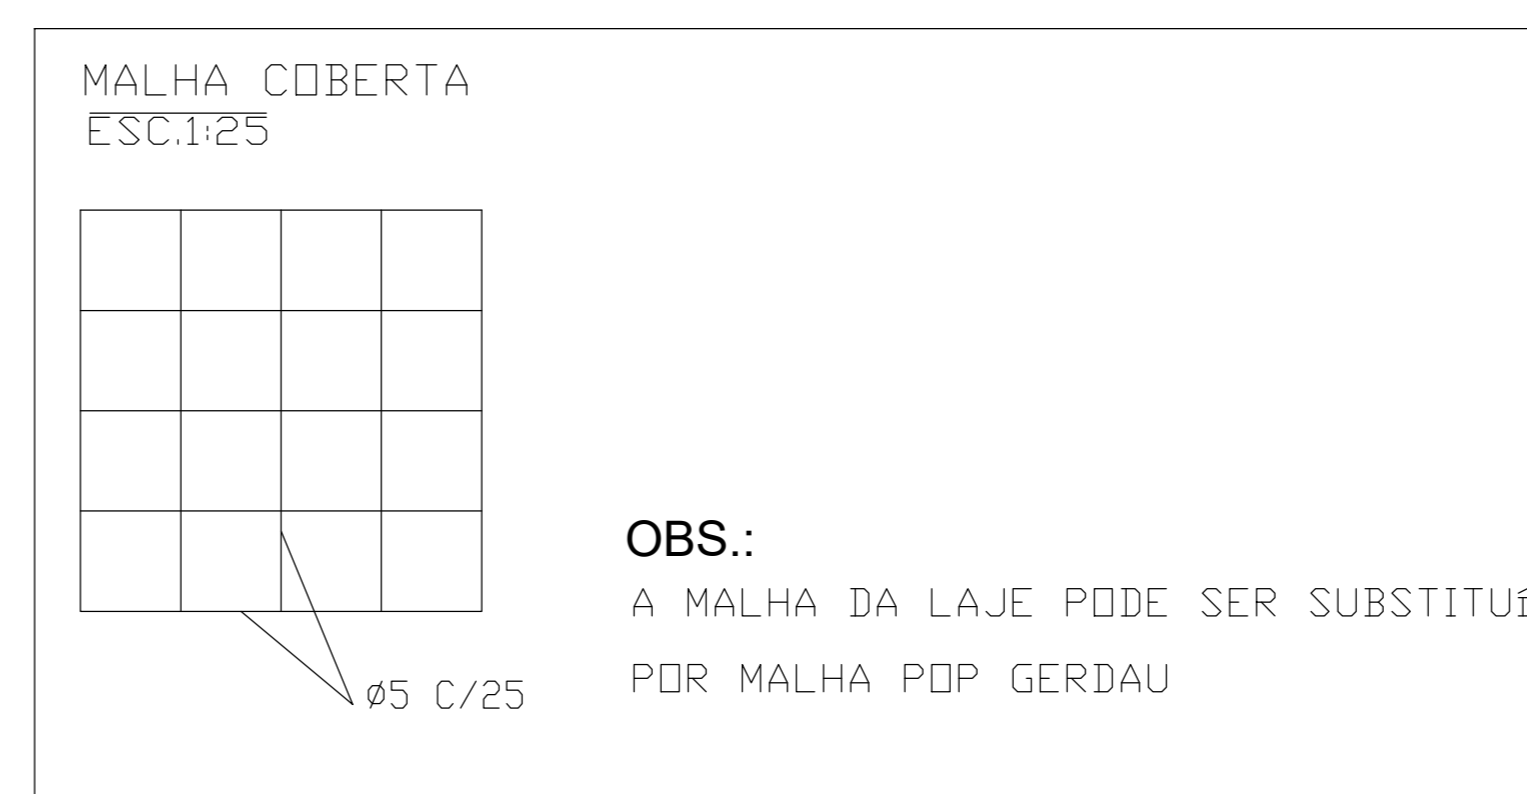 MALHA COBERTA
ESC.1:25
Ø5 C/25
OBS.:
A MALHA DA LAJE PODE SER
POR MALHA POP GERDAU